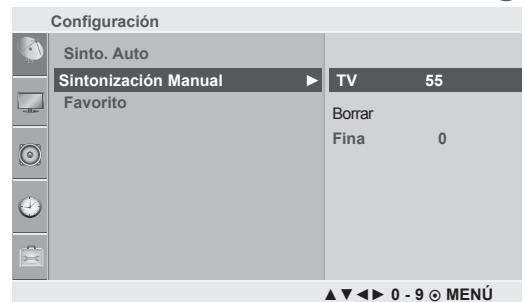 Configuración
Sinto. Auto
Sintonización Manual ► TV 55
Favorito
Borrar
Fina 0
▲▼◄► 0 - 9 ⊙ MENÚ